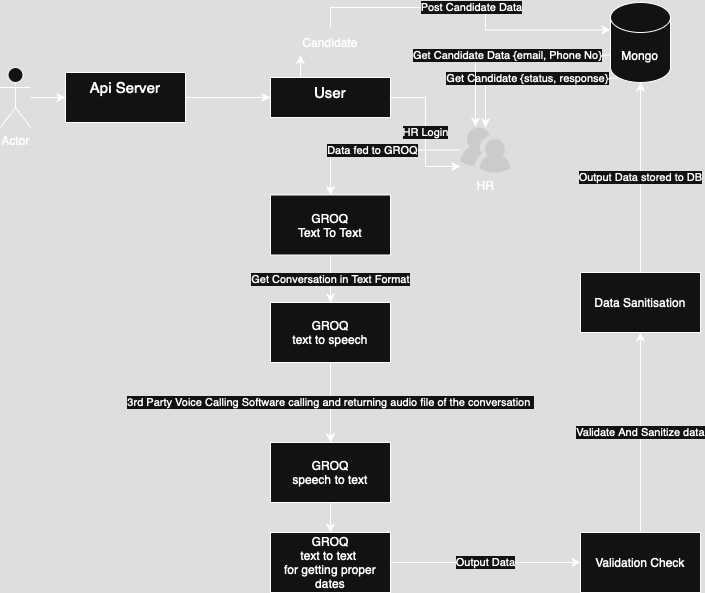 Post Candidate Data
Candidate
Get Candidate Data {email, Phone No}
Mongo
Get Candidate {status, response}
Api Server
User
HR Login
Actor
Data fed to GROQ
HR
Output Data stored to DB
GROQ
Text To Text
Get Conversation in Text Format
Data Sanitisation
GROQ
text to speech
3rd Party Voice Calling Software calling and returning audio file of the conversation
Validate And Sanitize data
GROQ
speech to text
GROQ
text to text
for getting proper
dates
Output Data
Validation Check